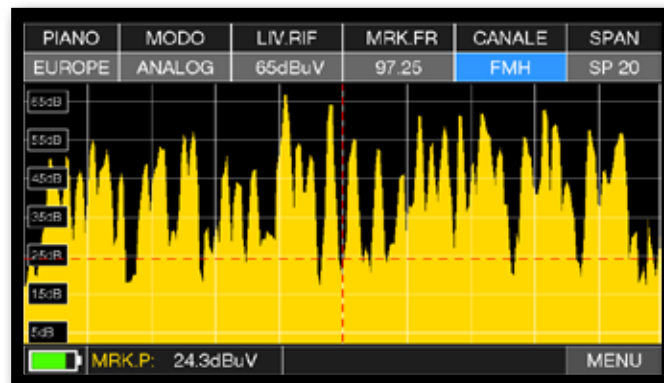 PIANO MODO LIV.RIF MRK.FR CANALE SPAN
EUROPE ANALOG 65dBuV 97.25 FMH SP 20
65dB
55dB
45dB
35dB
25dB
15dB
5dB
MRK.P: 24.3dBuV MENU